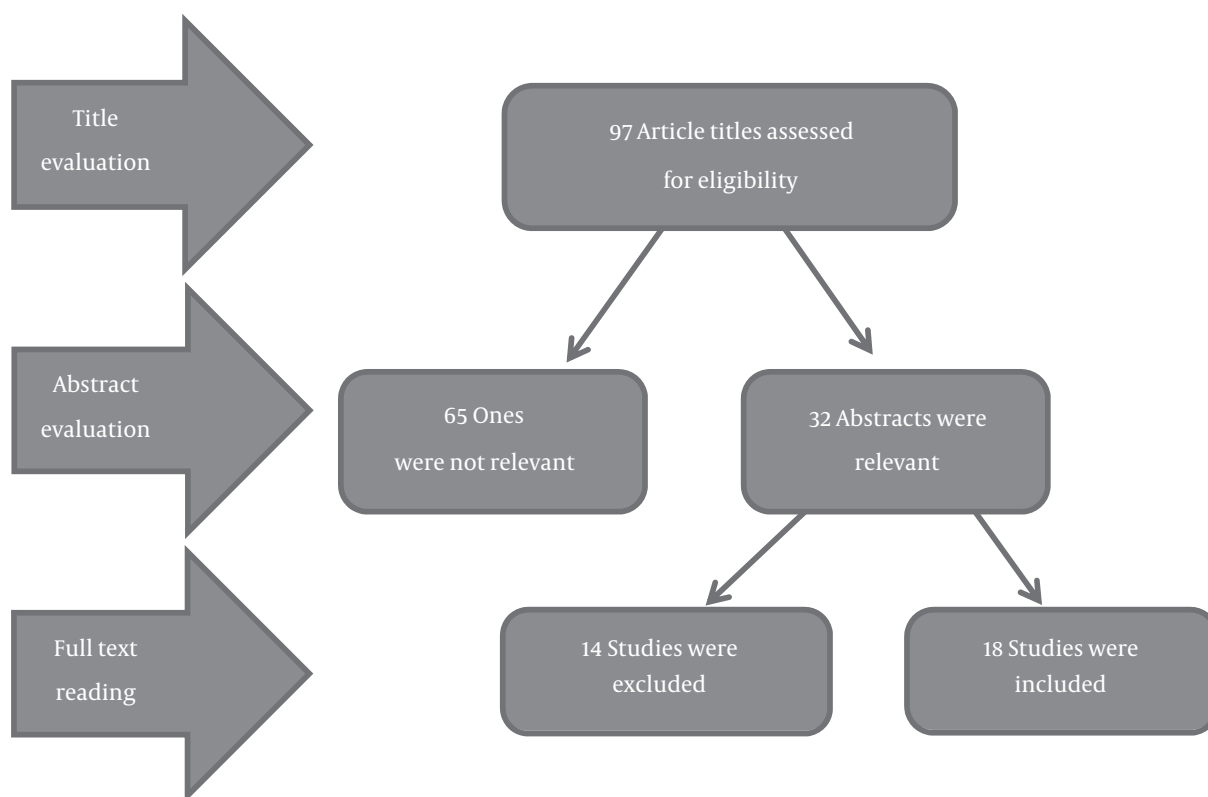 Title
evaluation
97 Article titles assessed
for eligibility
Abstract
evaluation
65 Ones
were not relevant
32 Abstracts were
relevant
Full text
reading
14 Studies were
excluded
18 Studies were
included